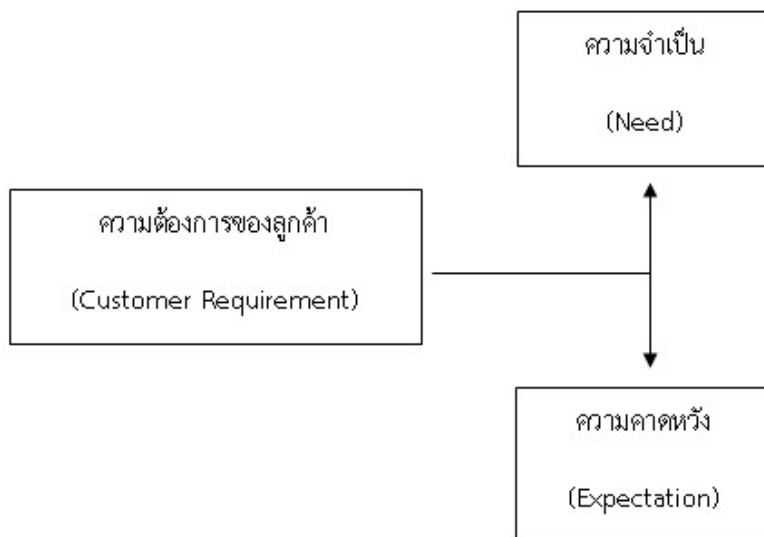 ความจำเป็น
(Need)
ความต้องการของลูกค้า
(Customer Requirement)
ความคาดหวัง
(Expectation)